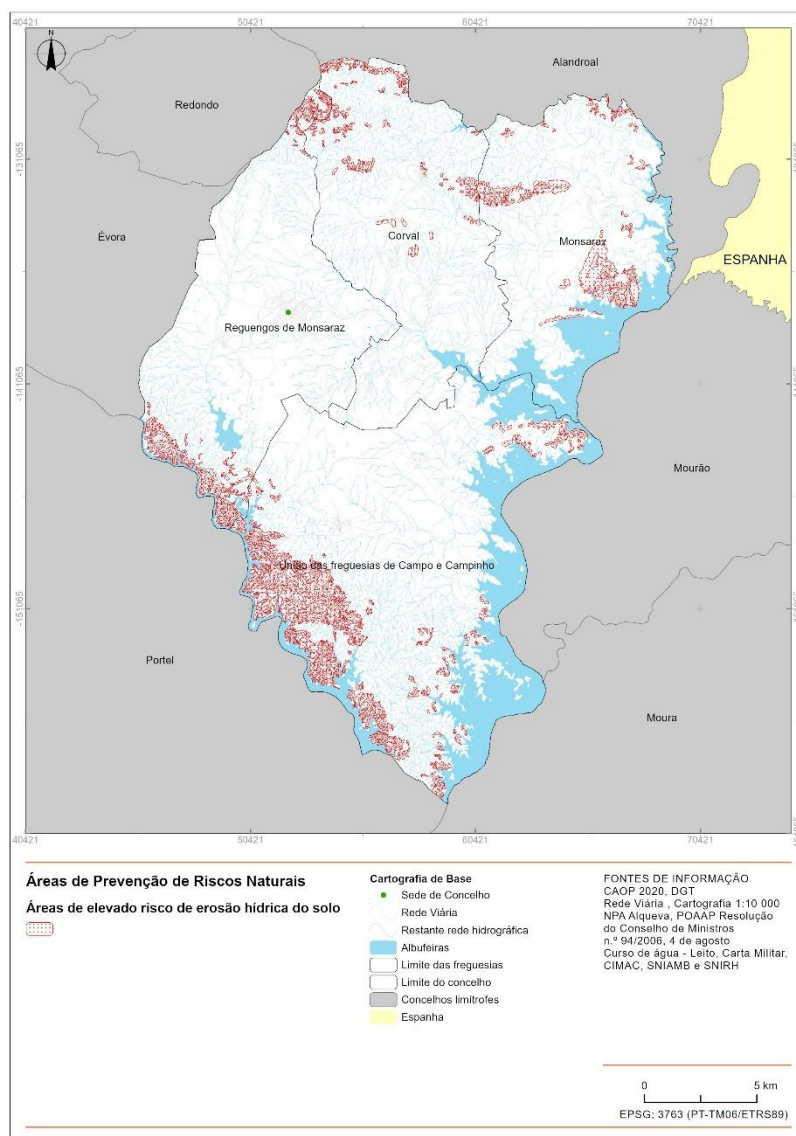 40421 50421 60421 70421
N
Alandroal
Redondo
-131065
-131065
Évora
Corval
Monsaraz
ESPANHA
Reguengos de Monsaraz
-141065
-141065
Mourão
União das freguesias de Campo e Campinho
-151065
-151065
Portel
Moura
40421 50421 60421 70421
-161065
Áreas de Prevenção de Riscos Naturais
Áreas de elevado risco de erosão hídrica do solo
Cartografia de Base
Sede de Concelho
Rede Viária
Restante rede hidrográfica
Albufeiras
Limite das freguesias
Limite do concelho
Concelhos limítrofes
Espanha
FONTES DE INFORMAÇÃO
CAOP 2020, DGT
Rede Viária , Cartografia 1:10 000
NPA Alqueva, POAAP Resolução
do Conselho de Ministros
n.º 94/2006, 4 de agosto
Curso de água - Leito, Carta Militar,
CIMAC, SNIAMB e SNIRH
0 5 km
EPSG: 3763 (PT-TM06/ETRS89)